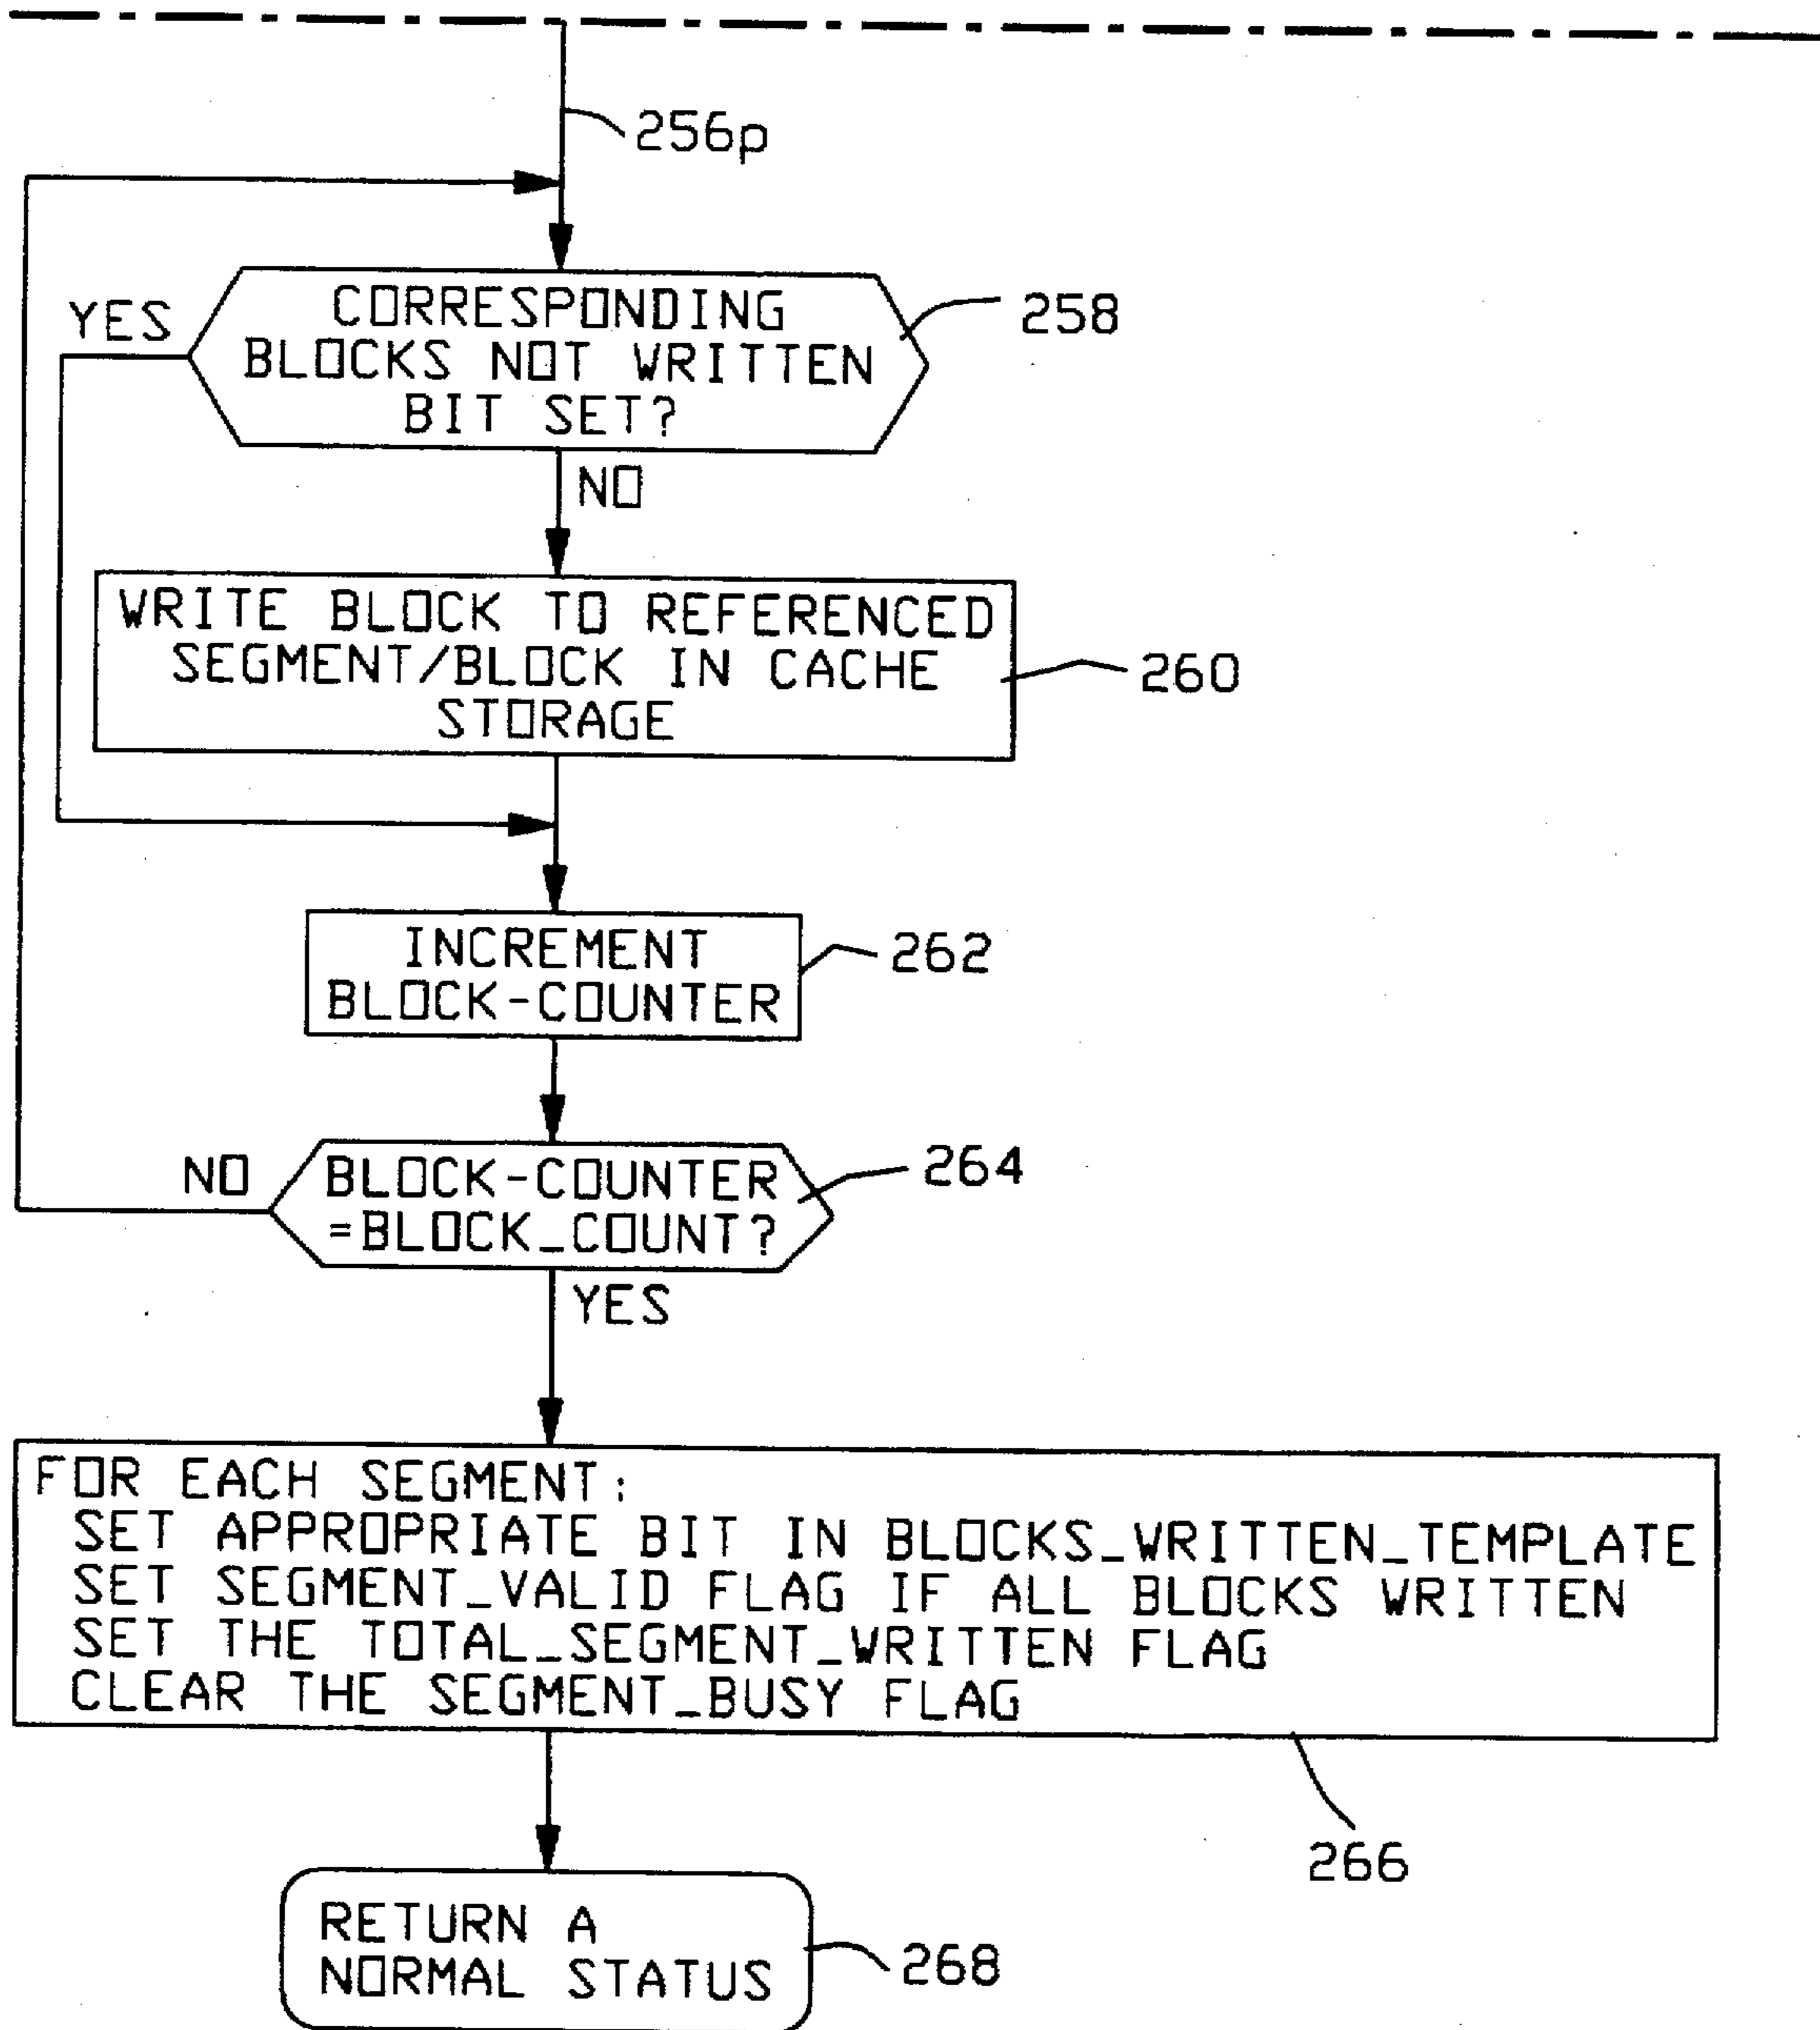 256p
CORRESPONDING
BLOCKS NOT WRITTEN
BIT SET?
258
YES
NO
WRITE BLOCK TO REFERENCED
SEGMENT/BLOCK IN CACHE
STORAGE
260
INCREMENT
BLOCK-COUNTER
262
NO
BLOCK-COUNTER
=BLOCK_COUNT?
264
YES
FOR EACH SEGMENT:
SET APPROPRIATE BIT IN BLOCKS_WRITTEN_TEMPLATE
SET SEGMENT_VALID FLAG IF ALL BLOCKS WRITTEN
SET THE TOTAL_SEGMENT_WRITTEN FLAG
CLEAR THE SEGMENT_BUSY FLAG
266
RETURN A
NORMAL STATUS
268